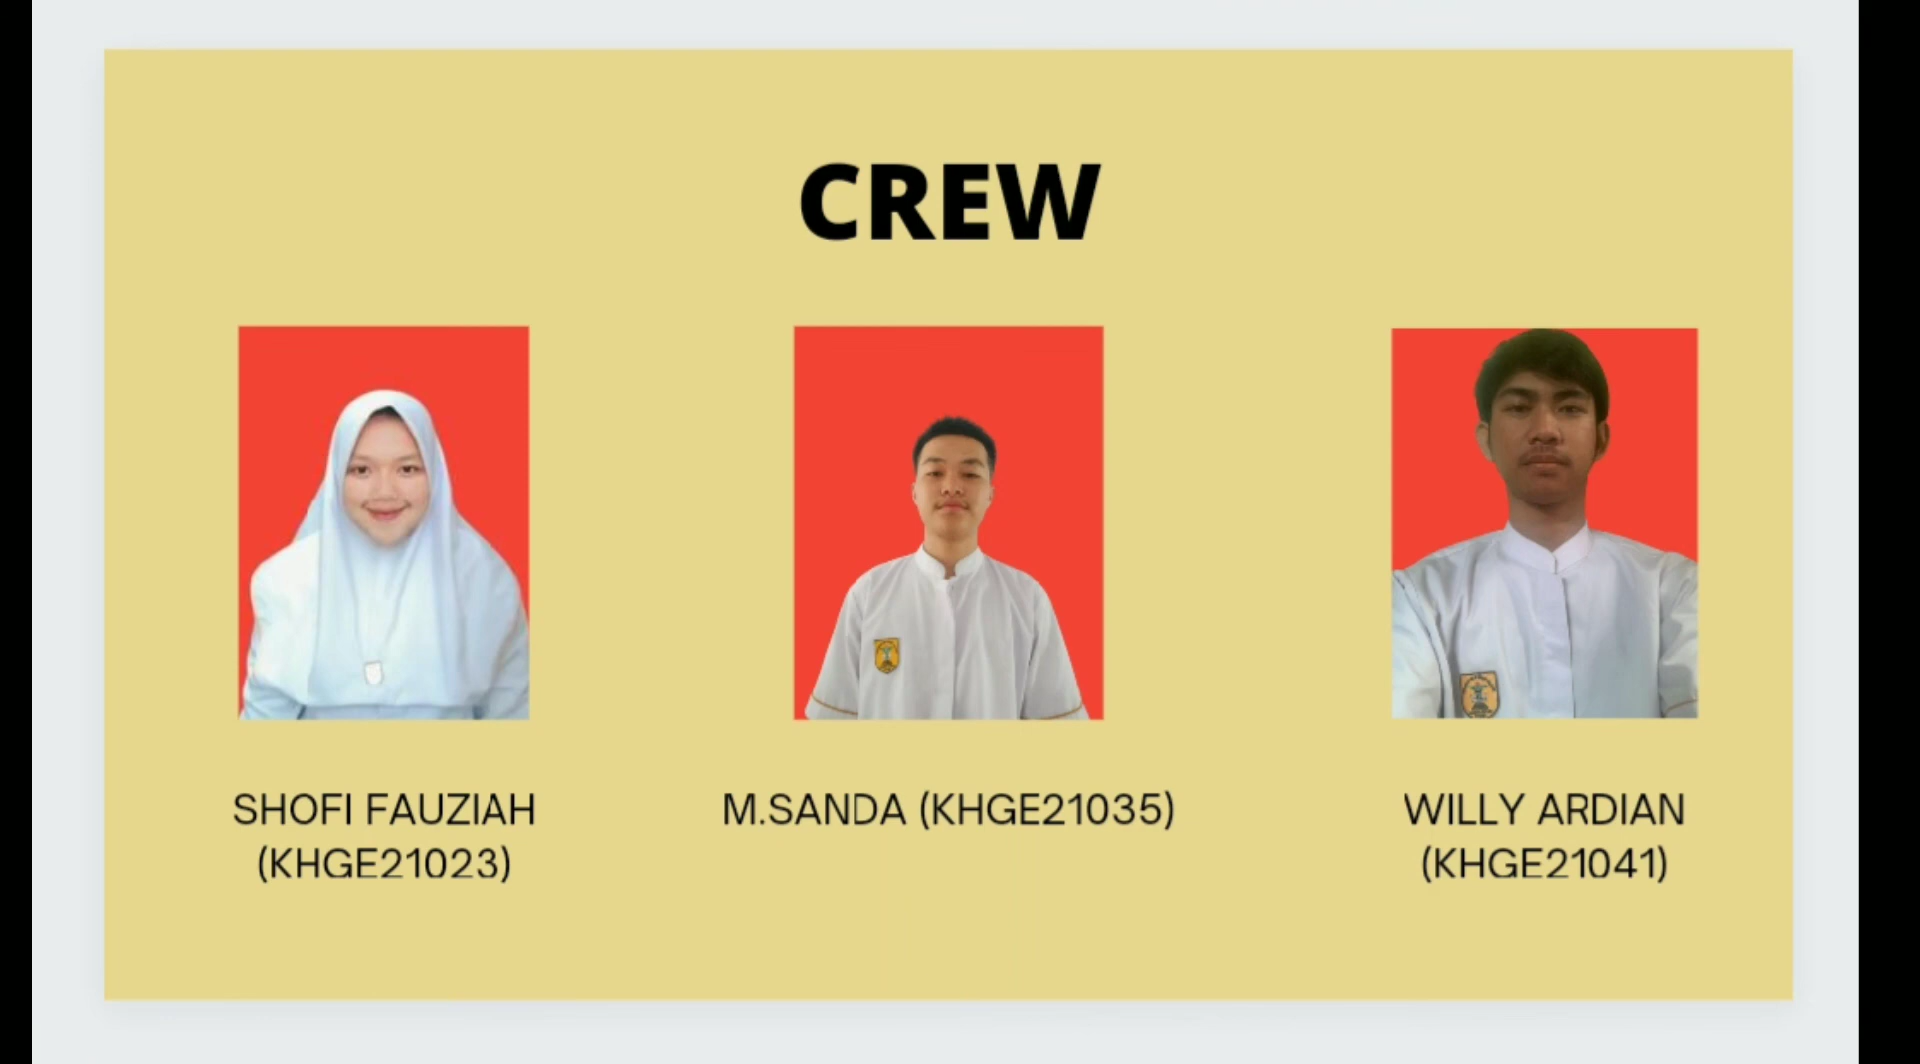 CREW
SHOFI FAUZIAH
(KHGE21023)
M.SANDA (KHGE21035)
WILLY ARDIAN
(KHGE21041)